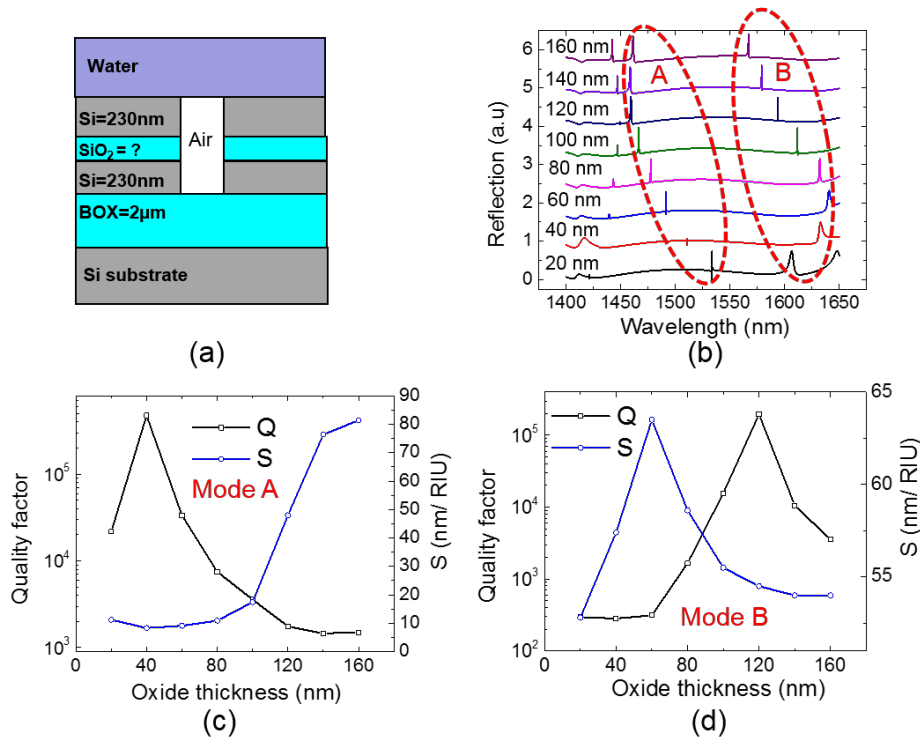 Water
Si=230nm
Air
SiO2 = ?
Si=230nm
BOX=2µm
Si substrate
(a)
Reflection (a.u)
6
5
4
3
2
1
0
160 nm
140 nm
120 nm
100 nm
80 nm
60 nm
40 nm
20 nm
A
B
1400 1450 1500 1550 1600 1650
Wavelength (nm)
(b)
Quality factor
10^5
10^4
10^3
Q
S
Mode A
90
80
70
60
50
40
30
20
10
0
S (nm/ RIU)
0 40 80 120 160
Oxide thickness (nm)
(c)
Quality factor
10^5
10^4
10^3
10^2
Q
S
Mode B
65
60
55
S (nm/ RIU)
0 40 80 120 160
Oxide thickness (nm)
(d)